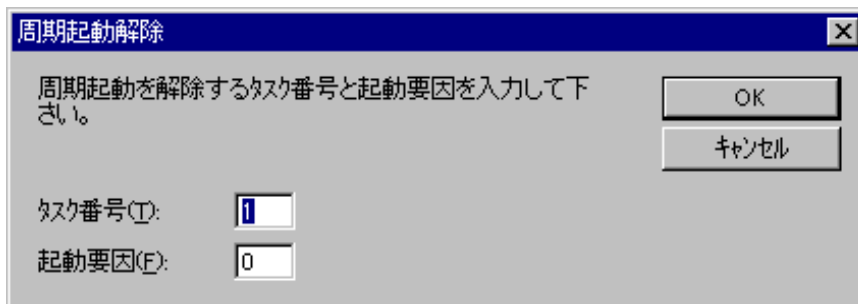 周期起動解除
周期起動を解除するﾀｽｸ番号と起動要因を入力して下
さい。
OK
ｷｬﾝｾﾙ
ﾀｽｸ番号(T):
1
起動要因(F):
0